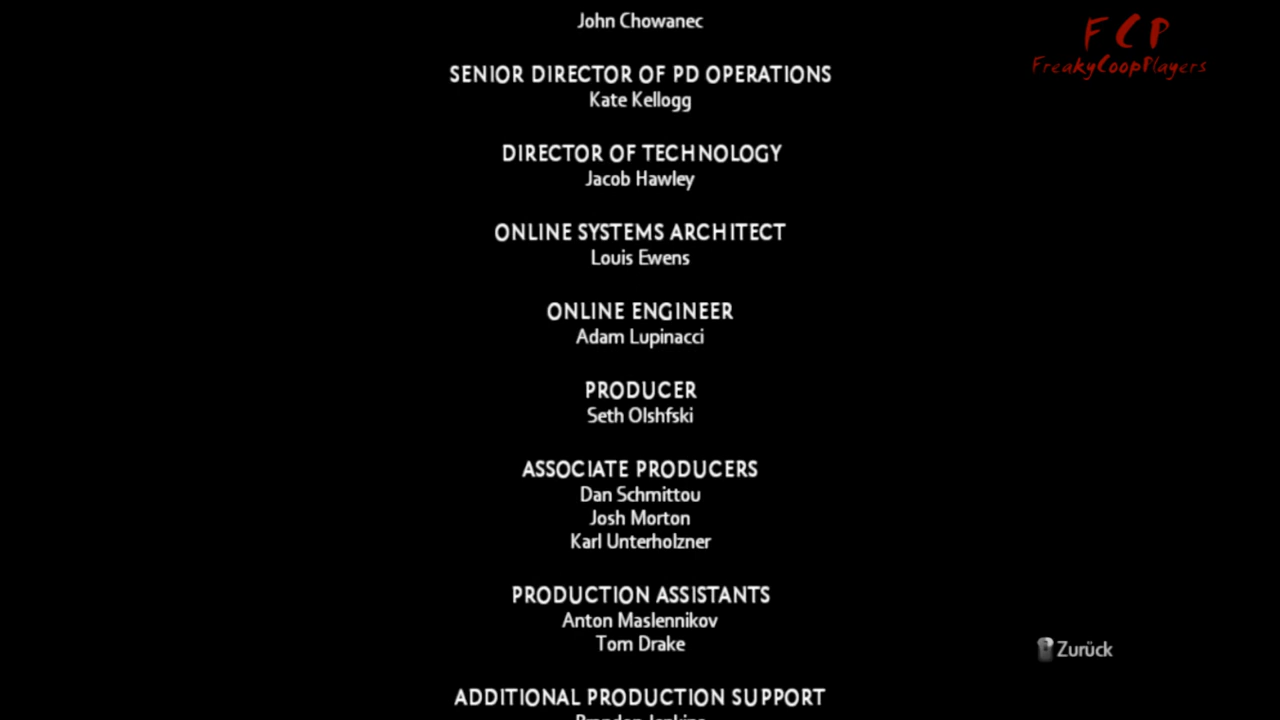 John Chowanec
F C P
FreakyCoopPlayers
SENIOR DIRECTOR OF PD OPERATIONS
Kate Kellogg
DIRECTOR OF TECHNOLOGY
Jacob Hawley
ONLINE SYSTEMS ARCHITECT
Louis Ewens
ONLINE ENGINEER
Adam Lupinacci
PRODUCER
Seth Olshfski
ASSOCIATE PRODUCERS
Dan Schmittou
Josh Morton
Karl Unterholzner
PRODUCTION ASSISTANTS
Anton Maslennikov
Tom Drake
Zurück
ADDITIONAL PRODUCTION SUPPORT